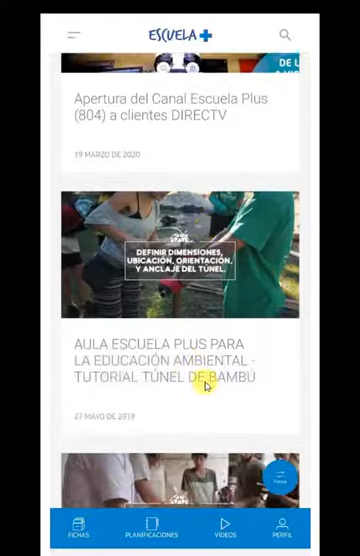 ESCUELA+
DE U
Apertura del Canal Escuela Plus
(804) a clientes DIRECTV
19 MARZO DE 2020
DEFINIR DIMENSIONES,
UBICACIÓN, ORIENTACIÓN,
Y ANCLAJE DEL TÚNEL.
AULA ESCUELA PLUS PARA
LA EDUCACIÓN AMBIENTAL -
TUTORIAL TÚNEL DE BAMBÚ
27 MAYO DE 2019
FICHAS
PLANIFICACIONES
VIDEOS
PERFIL